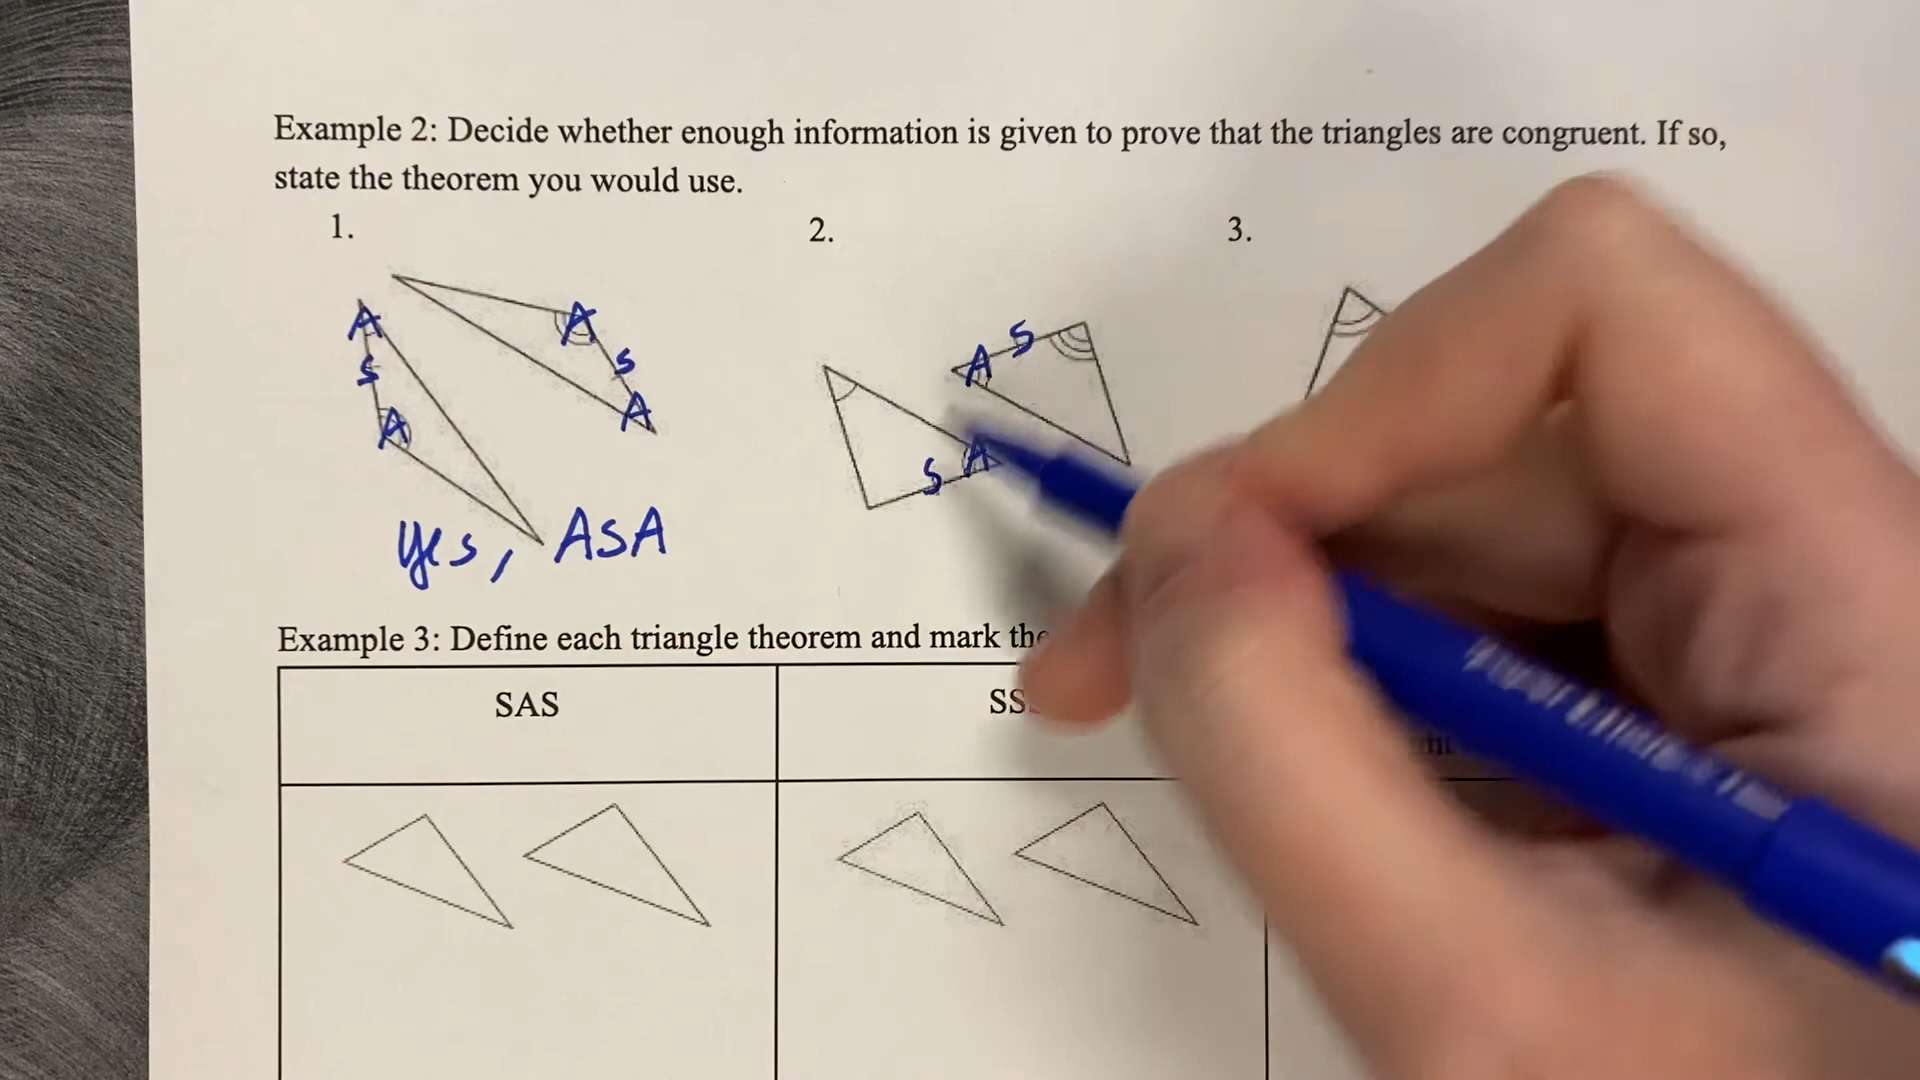 Example 2: Decide whether enough information is given to prove that the triangles are congruent. If so,
state the theorem you would use.
1.
2.
3.
A
S
A
A
S
A
A
S
S
A
yes, ASA
Example 3: Define each triangle theorem and mark the
SAS